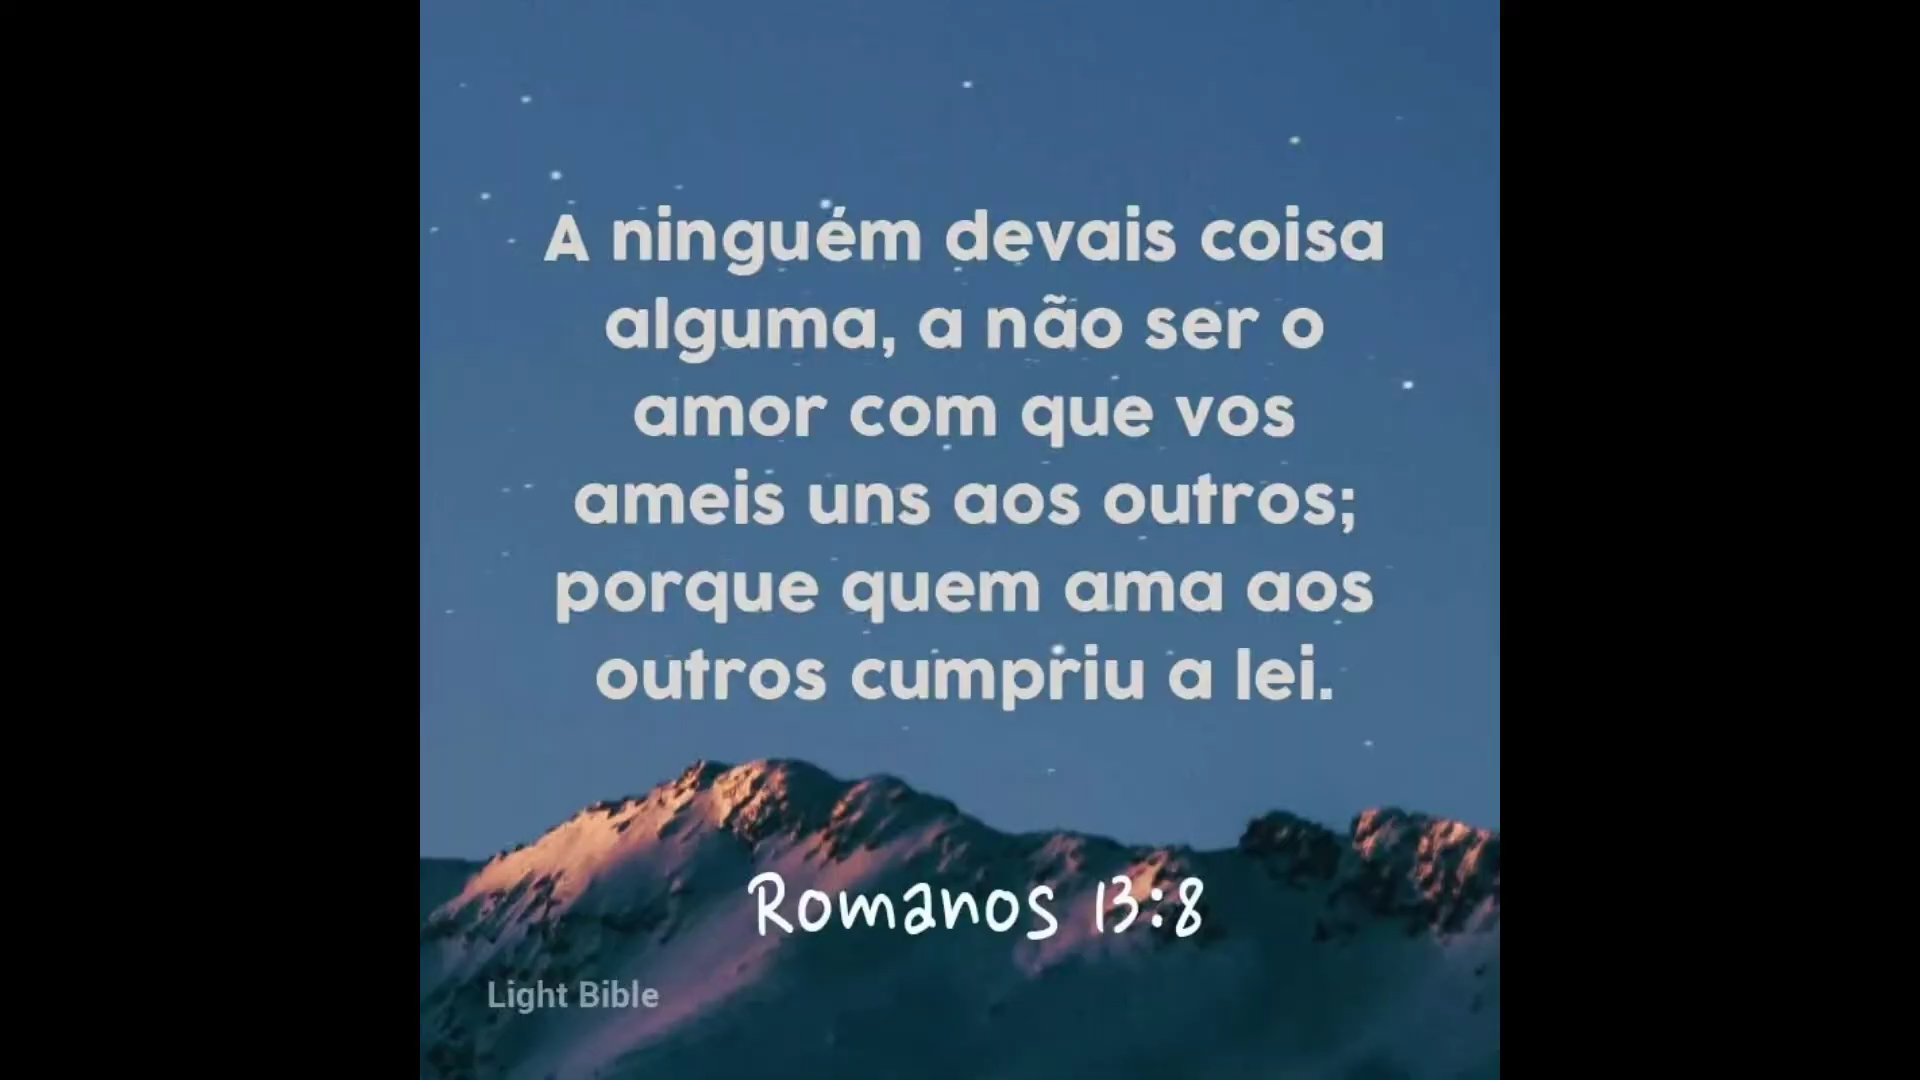 A ninguém devais coisa
alguma, a não ser o
amor com que vos
ameis uns aos outros;
porque quem ama aos
outros cumpriu a lei.
Romanos 13:8
Light Bible